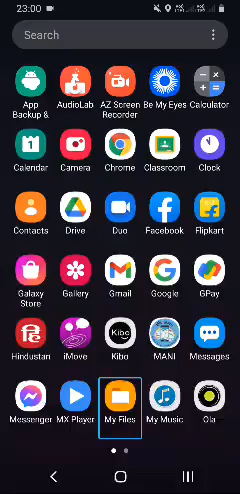 23:00
Search
App Backup &
AudioLab
AZ Screen Recorder
Be My Eyes
Calculator
1
Calendar
Camera
Chrome
Classroom
Clock
Contacts
Drive
Duo
Facebook
Flipkart
Galaxy Store
Gallery
Gmail
Google
GPay
हिं
Hindustan
iMove
Kibo
Kibo
MANI
Messages
Messenger
MX Player
My Files
My Music
Ola